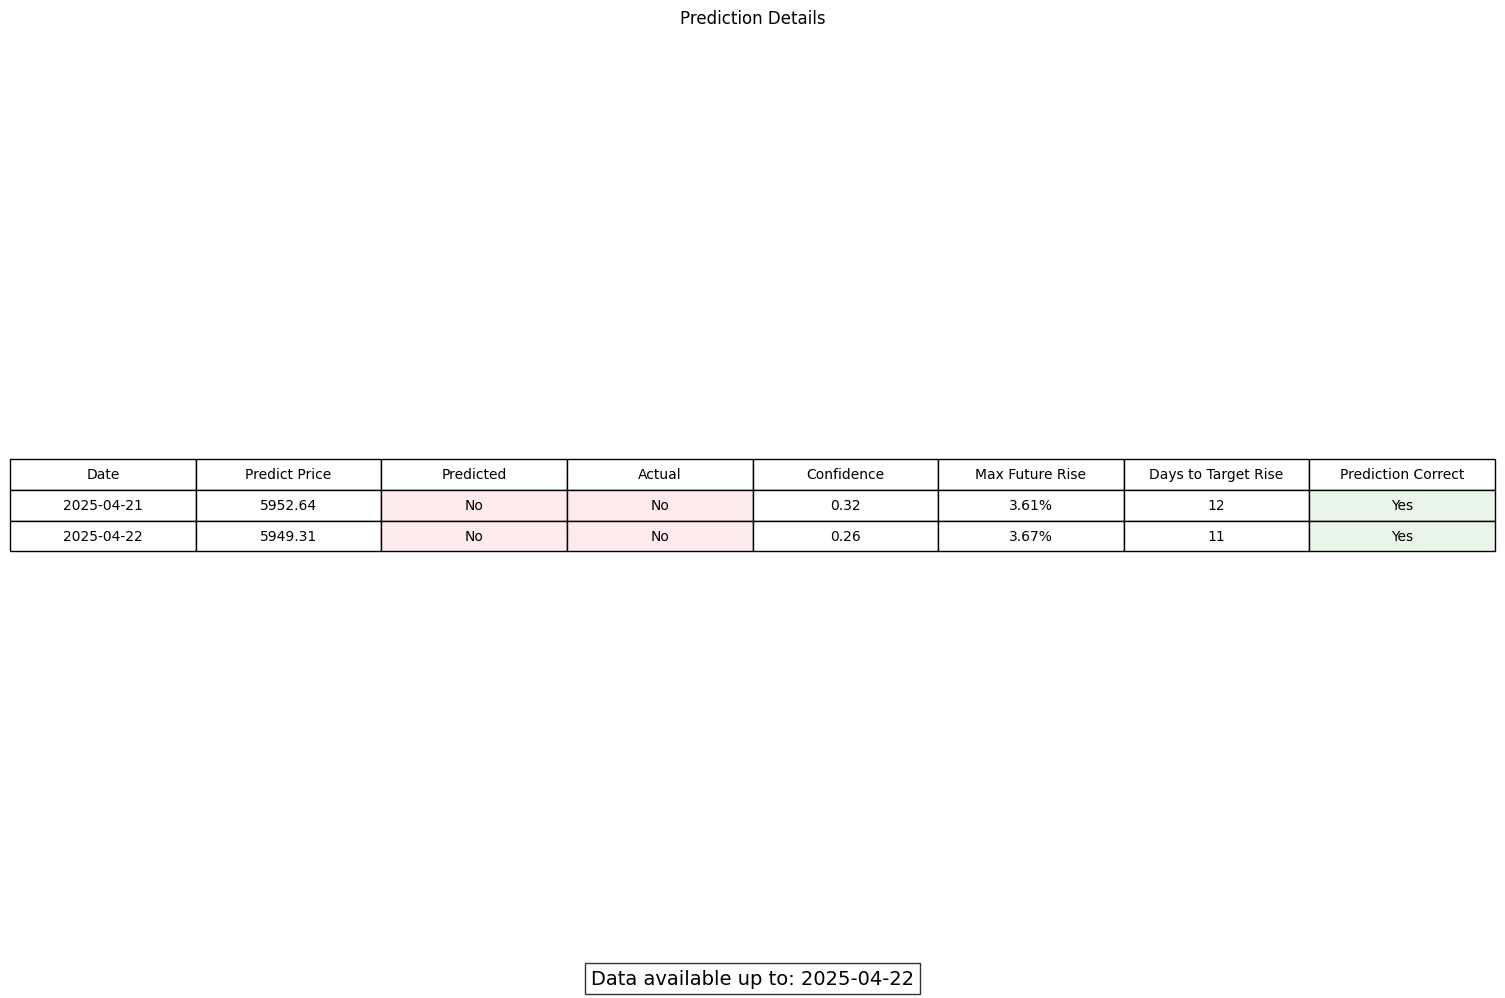 Prediction Details
Date Predict Price Predicted Actual Confidence Max Future Rise Days to Target Rise Prediction Correct
2025-04-21 5952.64 No No 0.32 3.61% 12 Yes
2025-04-22 5949.31 No No 0.26 3.67% 11 Yes
Data available up to: 2025-04-22